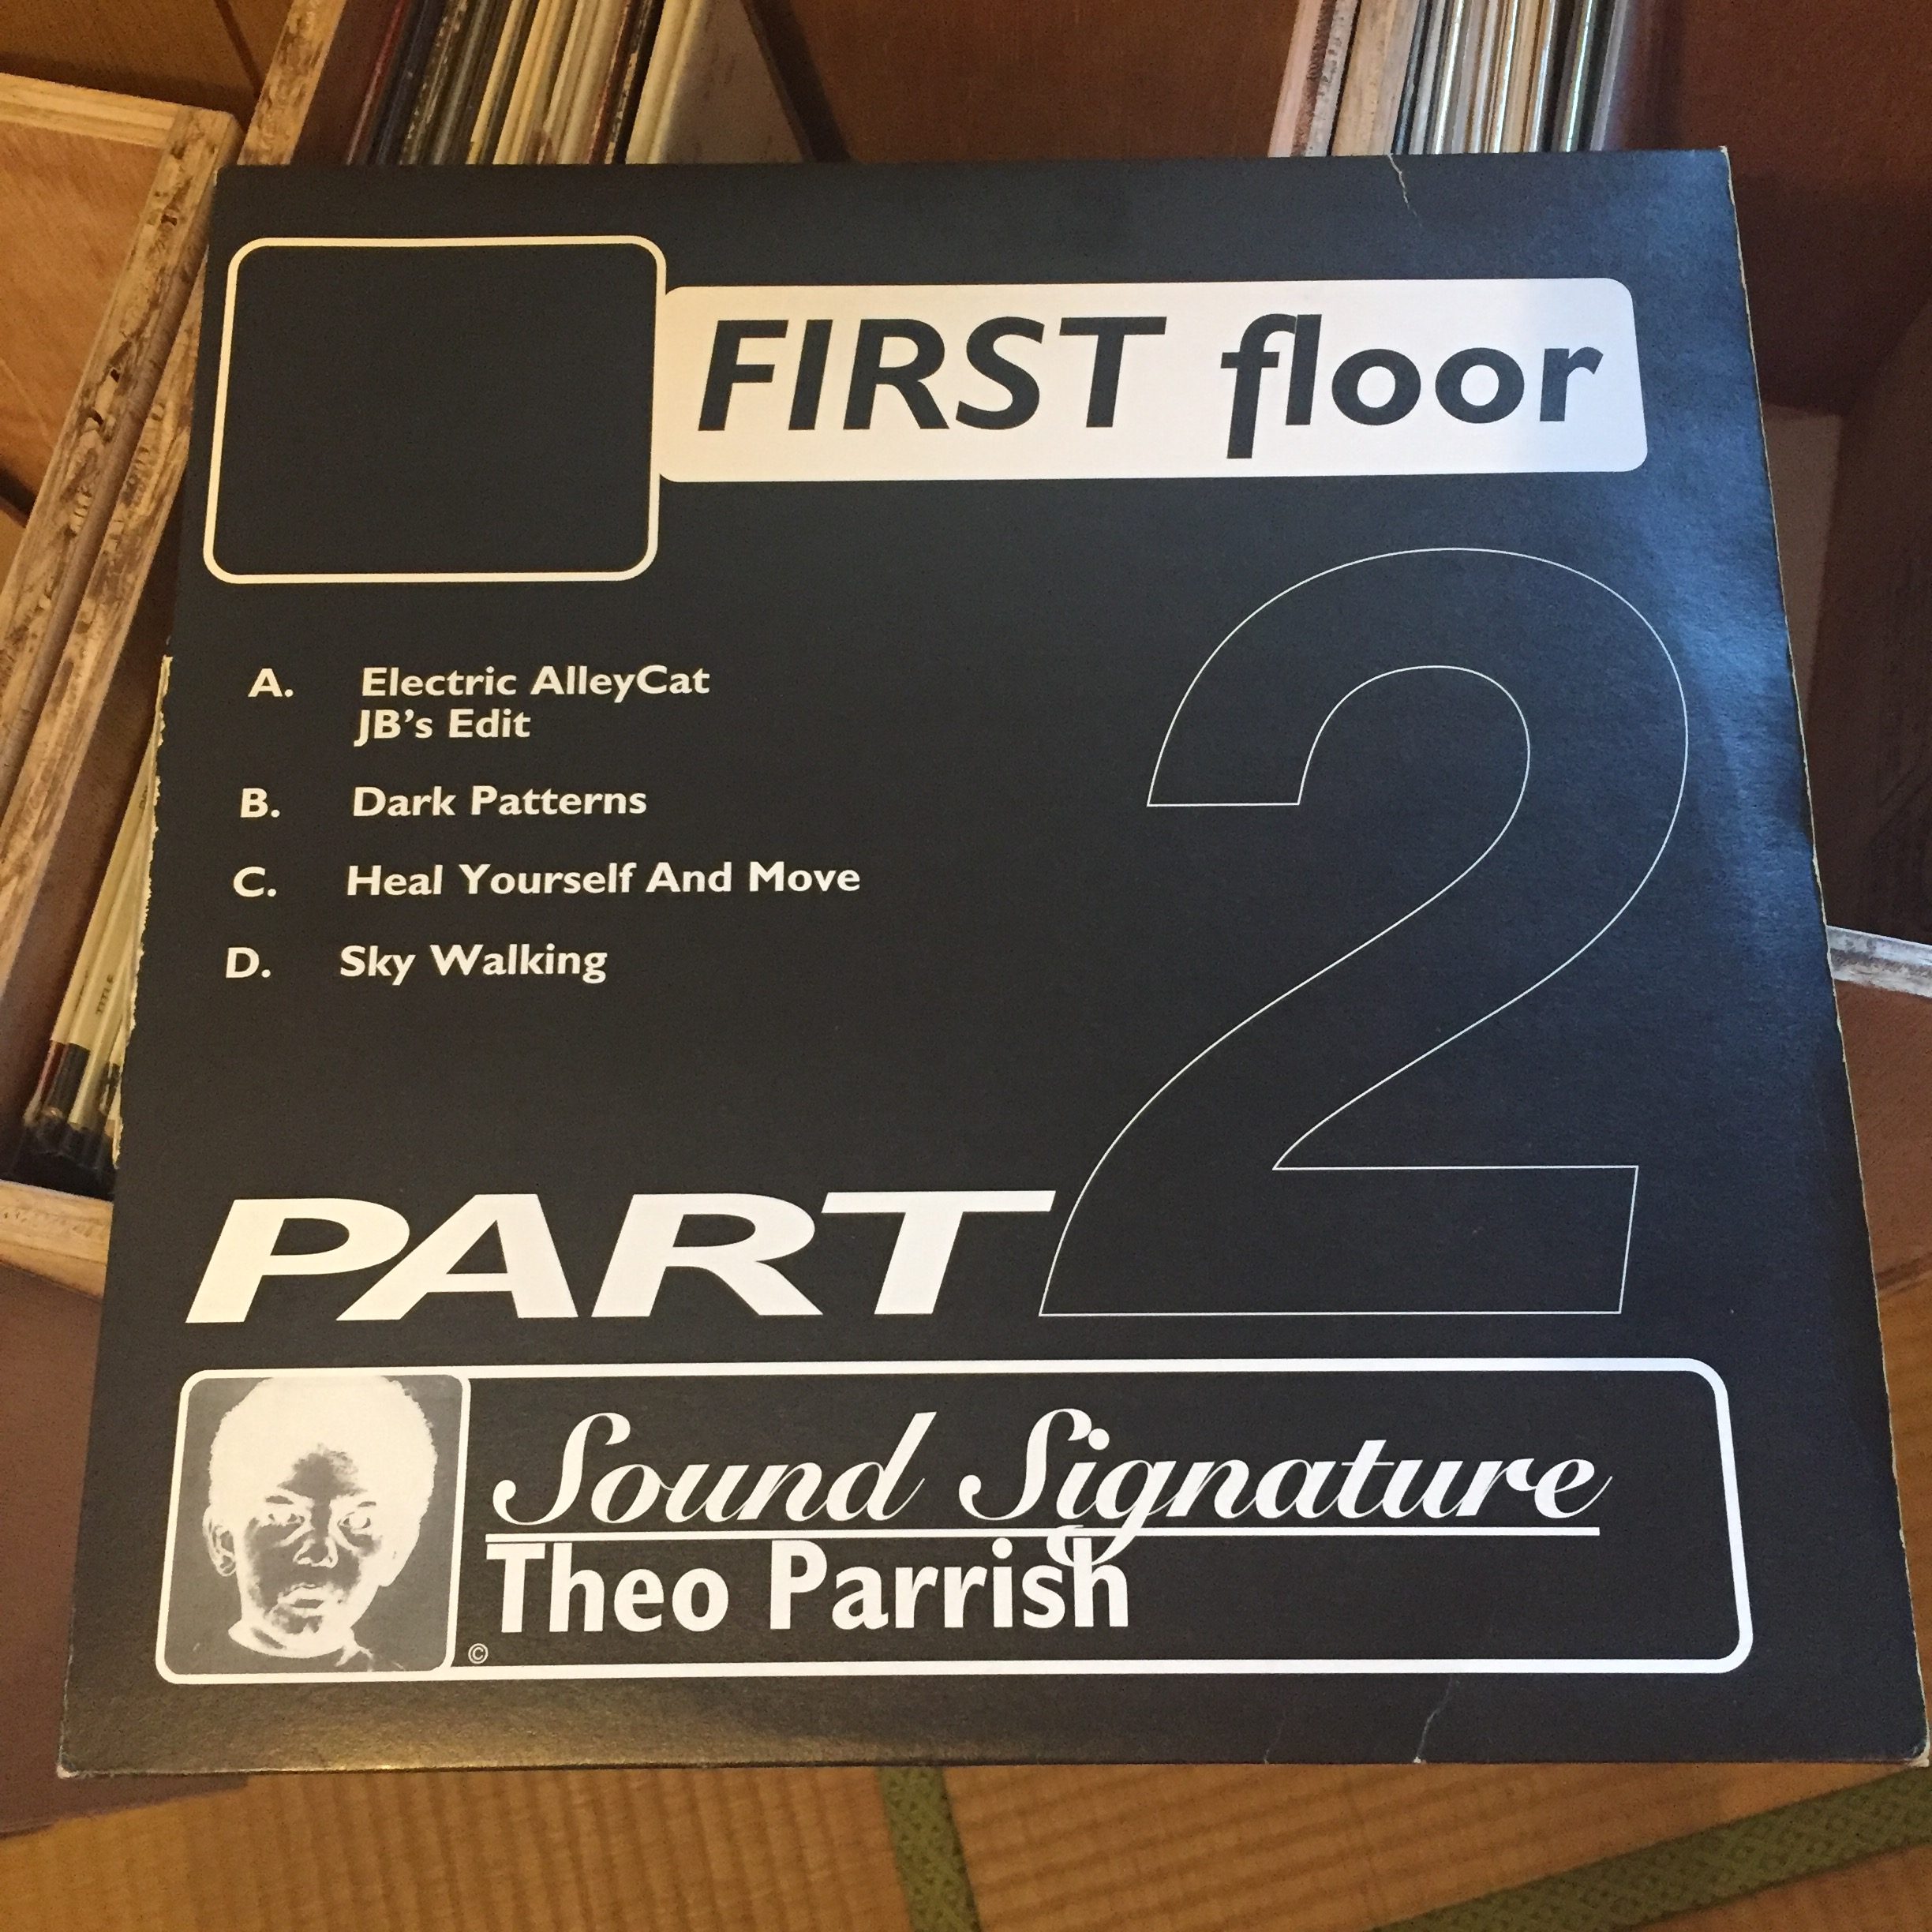 FIRST floor
A. Electric AlleyCat
JB's Edit
B. Dark Patterns
C. Heal Yourself And Move
D. Sky Walking
PART 2
Sound Signature
Theo Parrish
©
TITLE